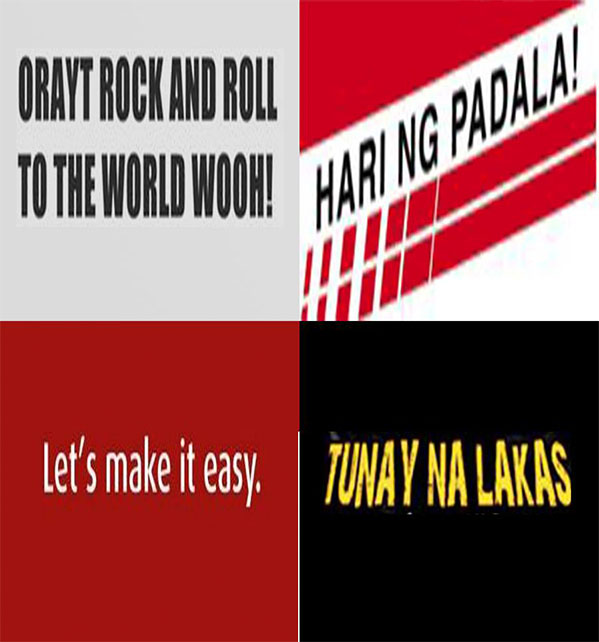 ORAYT ROCK AND ROLL
TO THE WORLD WOOH!
HARI NG PADALA!
Let's make it easy.
TUNAY NA LAKAS